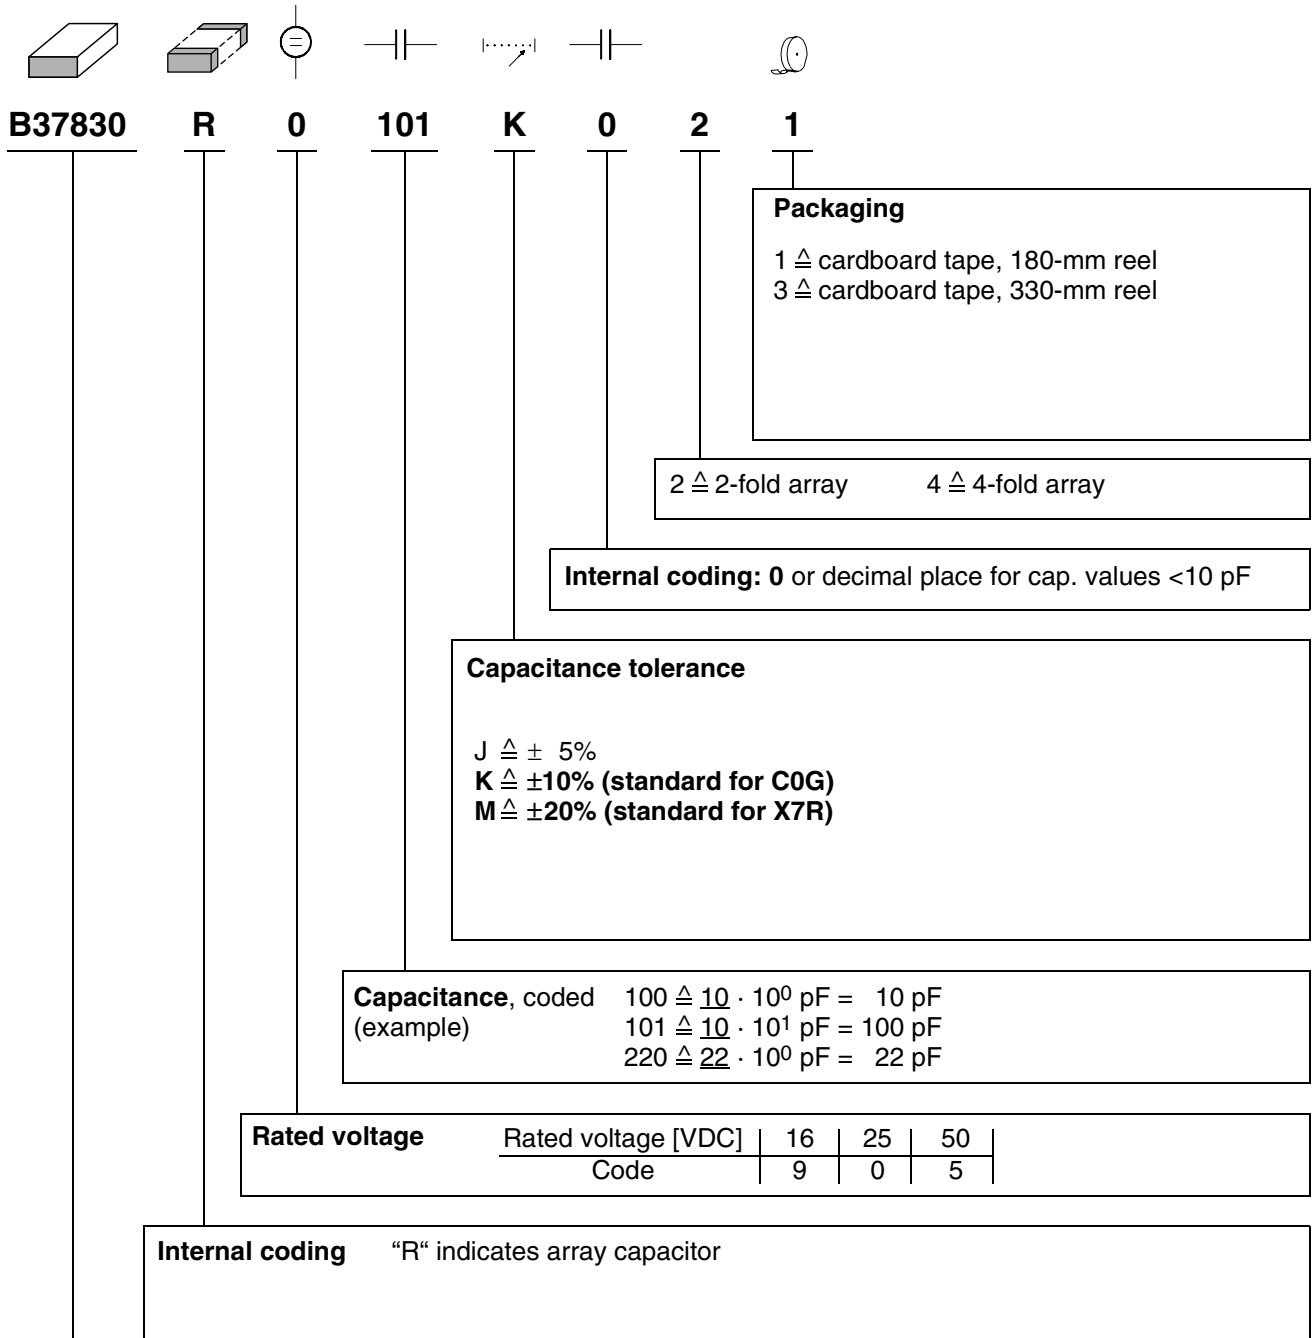 B37830 R 0 101 K 0 2 1
Packaging
1 ≙ cardboard tape, 180-mm reel
3 ≙ cardboard tape, 330-mm reel
2 ≙ 2-fold array 4 ≙ 4-fold array
Internal coding: 0 or decimal place for cap. values <10 pF
Capacitance tolerance
J ≙ ± 5%
K ≙ ±10% (standard for C0G)
M ≙ ±20% (standard for X7R)
Capacitance, coded 100 ≙ 10 · 10⁰ pF = 10 pF
(example) 101 ≙ 10 · 10¹ pF = 100 pF
220 ≙ 22 · 10⁰ pF = 22 pF
Rated voltage Rated voltage [VDC] 16 25 50
Code 9 0 5
Internal coding “R“ indicates array capacitor